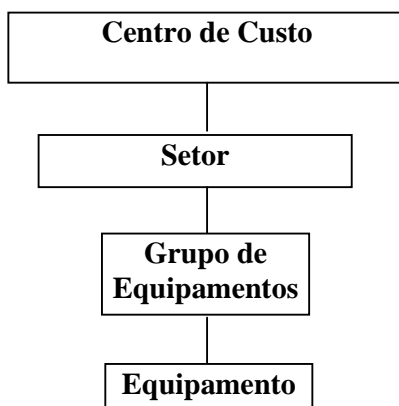 Centro de Custo
Setor
Grupo de
Equipamentos
Equipamento